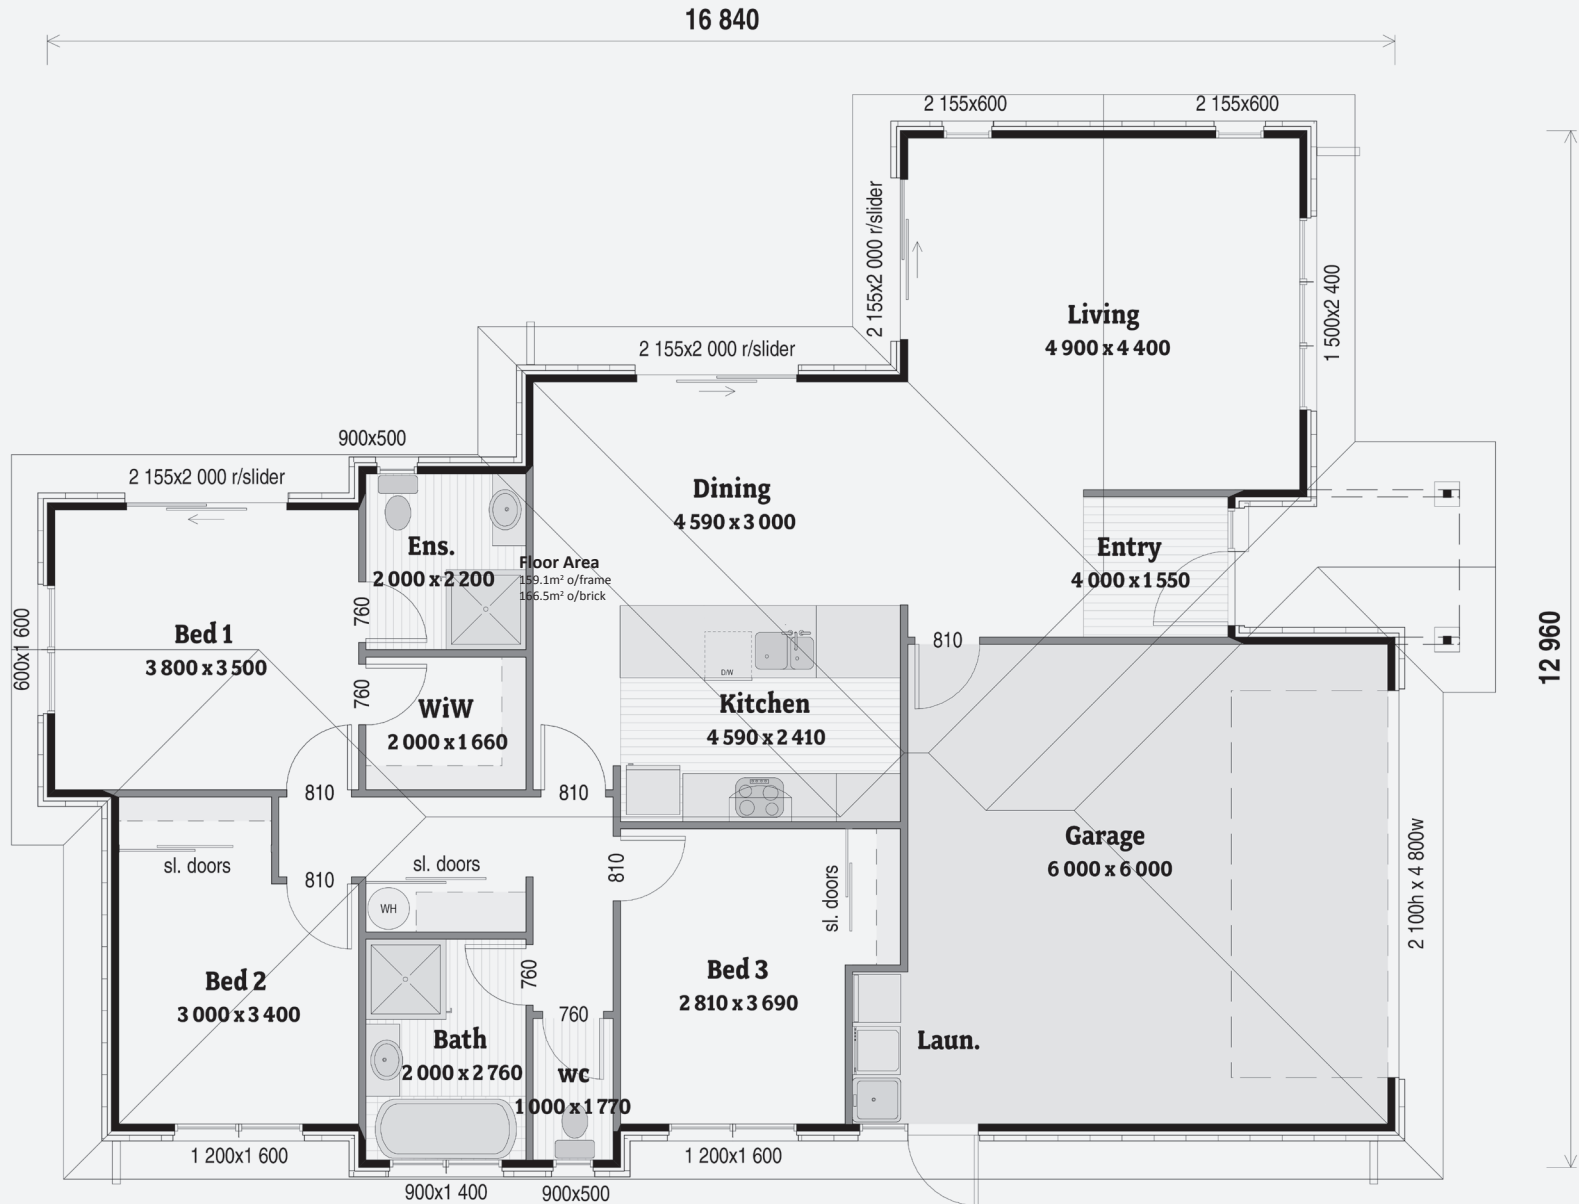 16 840
2 155x600
2 155x600
2 155x2 000 r/slider
Living
4 900 x 4 400
1 500x2 400
2 155x2 000 r/slider
900x500
2 155x2 000 r/slider
Dining
4 590 x 3 000
Ens.
2 000 x 2 200
Floor Area
159.1m² o/frame
166.5m² o/brick
Entry
4 000 x 1 550
12 960
600x1 600
Bed 1
3 800 x 3 500
760
810
D/W
760
WiW
2 000 x 1 660
Kitchen
4 590 x 2 410
810
810
Garage
6 000 x 6 000
2 100h x 4 800w
sl. doors
810
sl. doors
810
sl. doors
WH
Bed 2
3 000 x 3 400
760
Bed 3
2 810 x 3 690
760
Bath
2 000 x 2 760
Laun.
wc
1 000 x 1 770
1 200x1 600
1 200x1 600
900x1 400
900x500